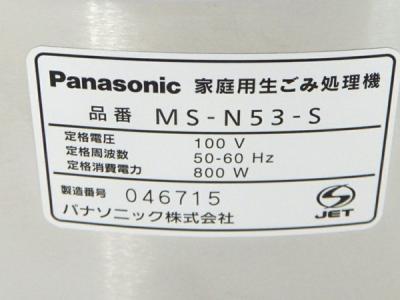 Panasonic 家庭用生ごみ処理機
品番 MS-N53-S
定格電圧 100 V
定格周波数 50-60 Hz
定格消費電力 800 W
製造番号 046715
パナソニック株式会社
JET